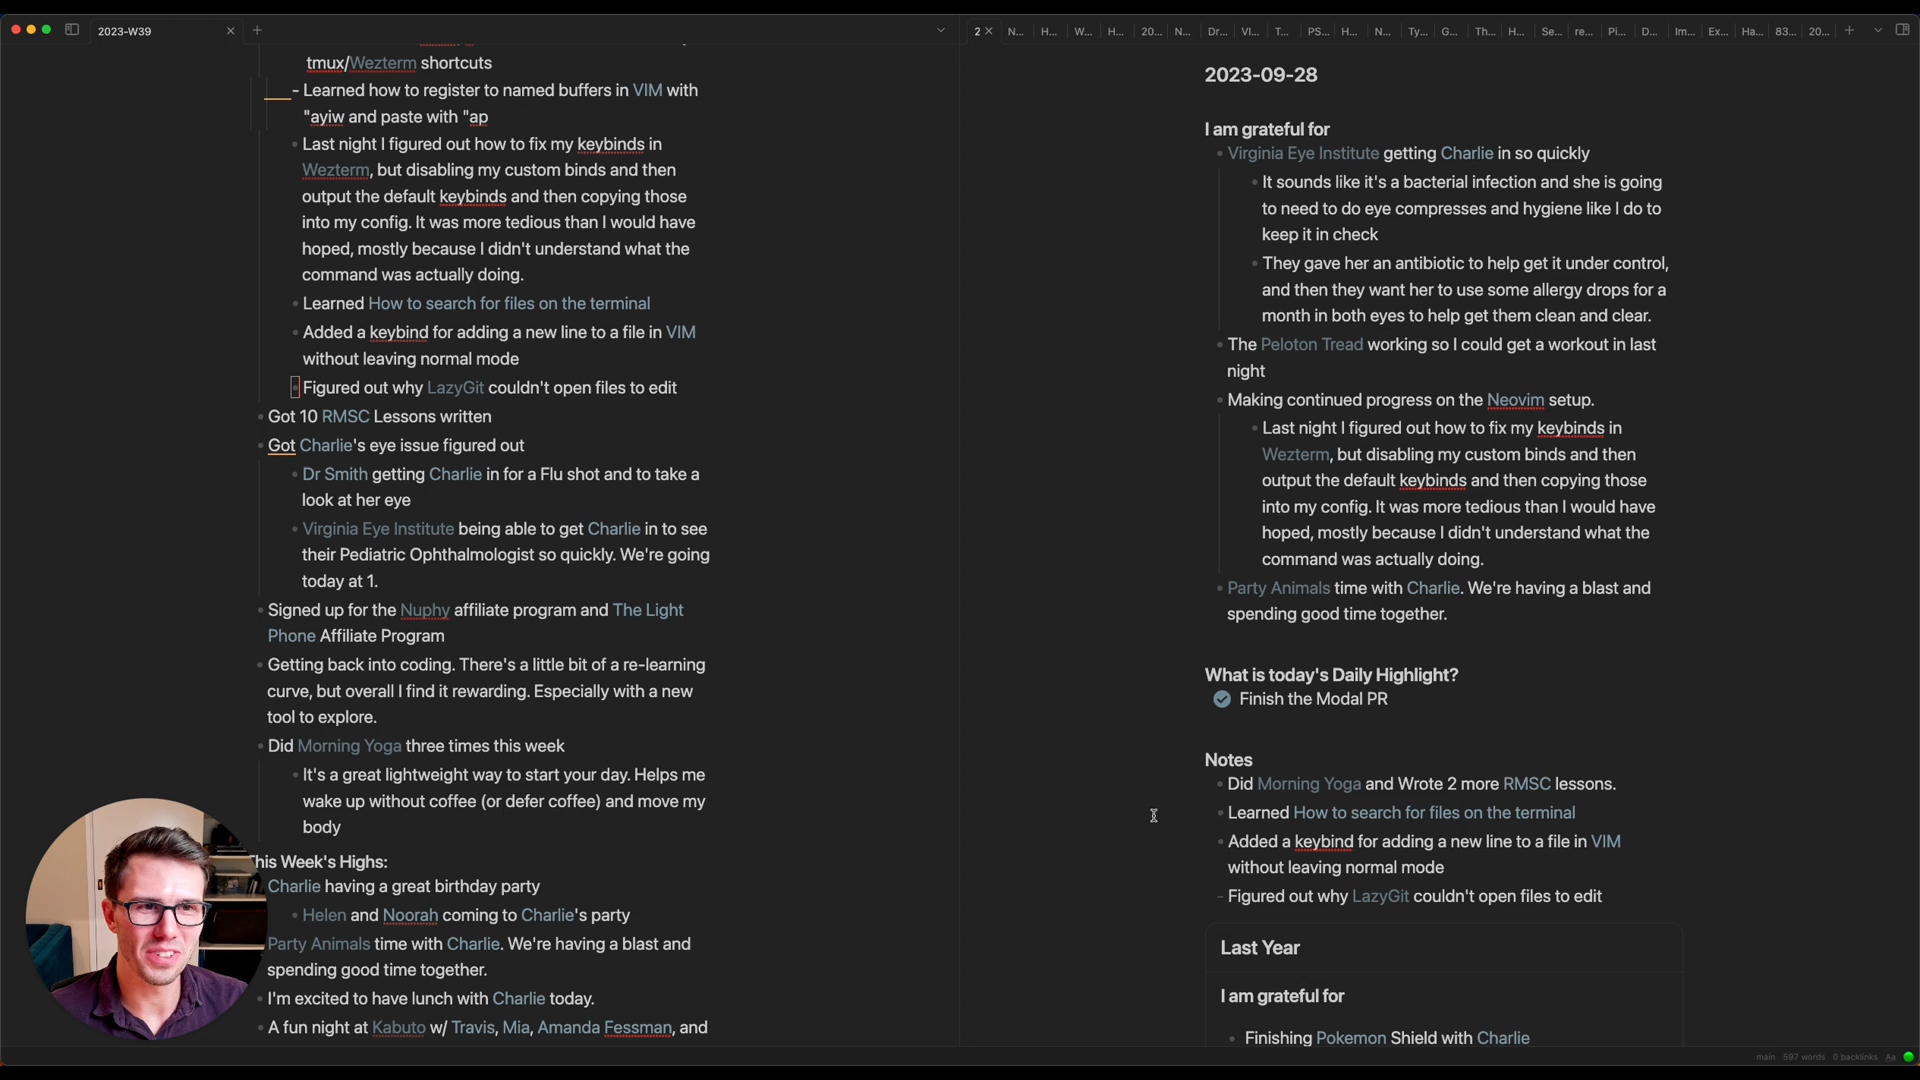 2023-W39
2
N...
H...
W...
H...
20...
N...
Dr...
VI...
T...
PS...
H...
N...
Ty...
G...
Th...
H...
Se...
re...
Pi...
D...
Im...
Ex...
Ha...
83...
20...
tmux/Wezterm shortcuts
- Learned how to register to named buffers in VIM with
"ayiw and paste with "ap
Last night I figured out how to fix my keybinds in
Wezterm, but disabling my custom binds and then
output the default keybinds and then copying those
into my config. It was more tedious than I would have
hoped, mostly because I didn't understand what the
command was actually doing.
Learned How to search for files on the terminal
Added a keybind for adding a new line to a file in VIM
without leaving normal mode
Figured out why LazyGit couldn't open files to edit
Got 10 RMSC Lessons written
Got Charlie's eye issue figured out
Dr Smith getting Charlie in for a Flu shot and to take a
look at her eye
Virginia Eye Institute being able to get Charlie in to see
their Pediatric Ophthalmologist so quickly. We're going
today at 1.
Signed up for the Nuphy affiliate program and The Light
Phone Affiliate Program
Getting back into coding. There's a little bit of a re-learning
curve, but overall I find it rewarding. Especially with a new
tool to explore.
Did Morning Yoga three times this week
It's a great lightweight way to start your day. Helps me
wake up without coffee (or defer coffee) and move my
body
This Week's Highs:
Charlie having a great birthday party
Helen and Noorah coming to Charlie's party
Party Animals time with Charlie. We're having a blast and
spending good time together.
I'm excited to have lunch with Charlie today.
A fun night at Kabuto w/ Travis, Mia, Amanda Fessman, and
2023-09-28
I am grateful for
Virginia Eye Institute getting Charlie in so quickly
It sounds like it's a bacterial infection and she is going
to need to do eye compresses and hygiene like I do to
keep it in check
They gave her an antibiotic to help get it under control,
and then they want her to use some allergy drops for a
month in both eyes to help get them clean and clear.
The Peloton Tread working so I could get a workout in last
night
Making continued progress on the Neovim setup.
Last night I figured out how to fix my keybinds in
Wezterm, but disabling my custom binds and then
output the default keybinds and then copying those
into my config. It was more tedious than I would have
hoped, mostly because I didn't understand what the
command was actually doing.
Party Animals time with Charlie. We're having a blast and
spending good time together.
What is today's Daily Highlight?
Finish the Modal PR
Notes
Did Morning Yoga and Wrote 2 more RMSC lessons.
Learned How to search for files on the terminal
Added a keybind for adding a new line to a file in VIM
without leaving normal mode
- Figured out why LazyGit couldn't open files to edit
Last Year
I am grateful for
Finishing Pokemon Shield with Charlie
main 597 words 0 backlinks Aa